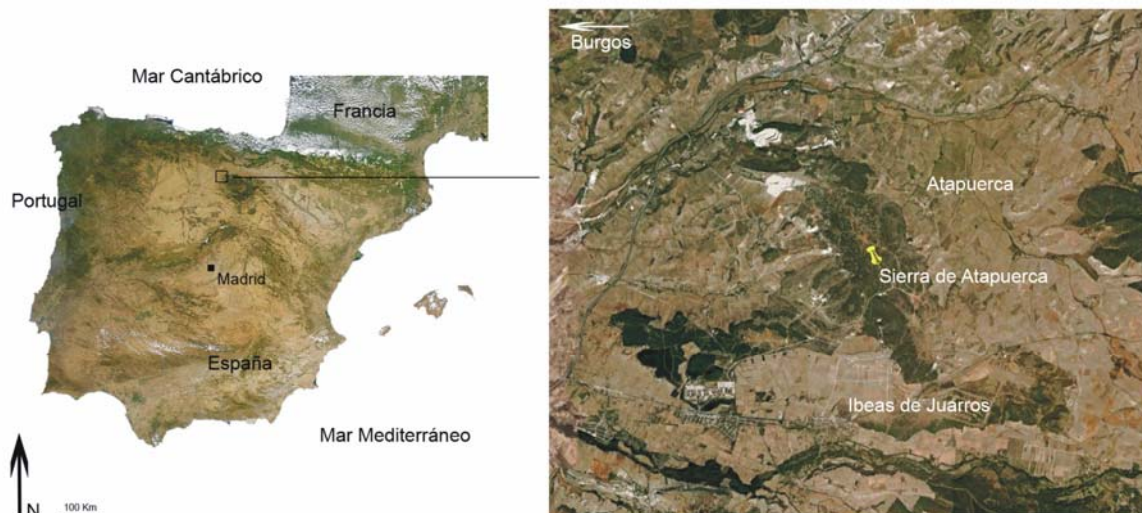 Mar Cantábrico
Francia
Portugal
Madrid
España
Mar Mediterráneo
N
100 Km
Burgos
Atapuerca
Sierra de Atapuerca
Ibeas de Juarros